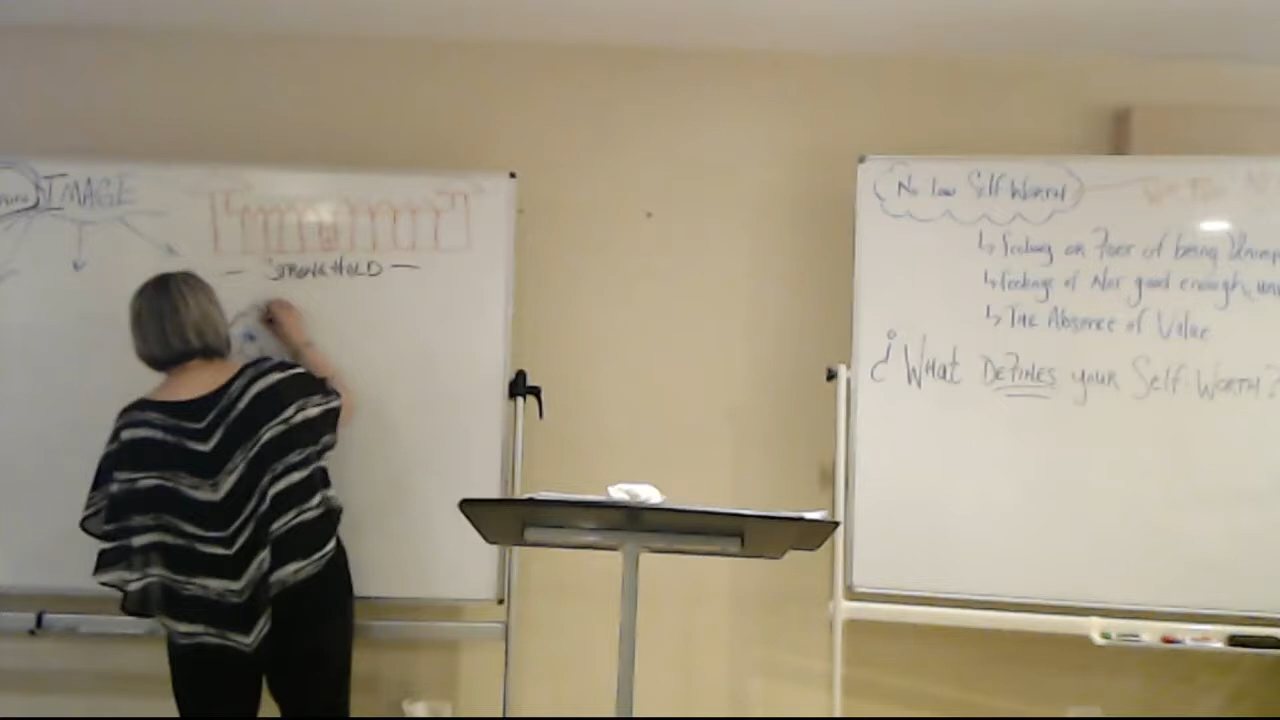 IMAGE
- STRONGHOLD -
No low Self Worth
↳ feeling or Fear of being
↳ feelings of Not good enough,
↳ The Absence of Value
¿ What DEFINES your Self-Worth?